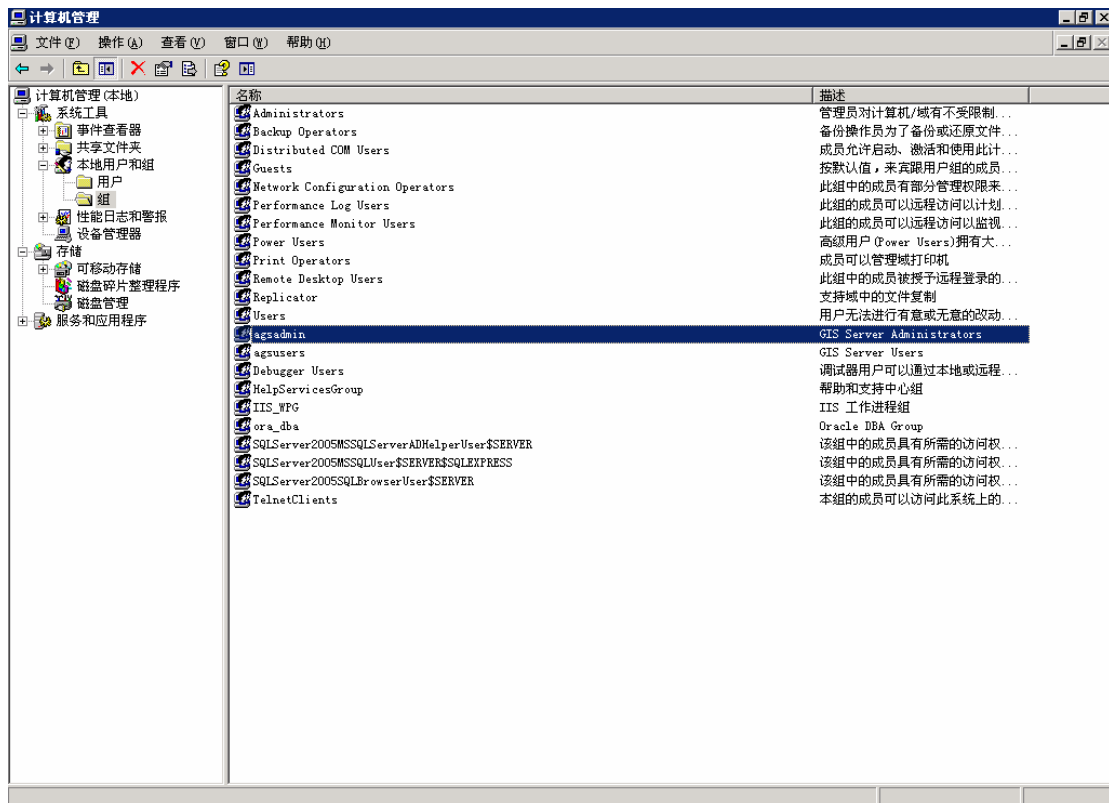 计算机管理
文件(F) 操作(A) 查看(V) 窗口(W) 帮助(H)
计算机管理(本地)
系统工具
事件查看器
共享文件夹
本地用户和组
用户
组
性能日志和警报
设备管理器
存储
可移动存储
磁盘碎片整理程序
磁盘管理
服务和应用程序
名称 描述
Administrators 管理员对计算机/域有不受限制...
Backup Operators 备份操作员为了备份或还原文件...
Distributed COM Users 成员允许启动、激活和使用此计...
Guests 按默认值，来宾跟用户组的成员...
Network Configuration Operators 此组中的成员有部分管理权限来...
Performance Log Users 此组的成员可以远程访问以计划...
Performance Monitor Users 此组的成员可以远程访问以监视...
Power Users 高级用户(Power Users)拥有大...
Print Operators 成员可以管理域打印机
Remote Desktop Users 此组中的成员被授予远程登录的...
Replicator 支持域中的文件复制
Users 用户无法进行有意或无意的改动...
agsadmin GIS Server Administrators
agsusers GIS Server Users
Debugger Users 调试器用户可以通过本地或远程...
HelpServicesGroup 帮助和支持中心组
IIS_WPG IIS 工作进程组
ora_dba Oracle DBA Group
SQLServer2005MSSQLServerADHelperUser$SERVER 该组中的成员具有所需的访问权...
SQLServer2005MSSQLUser$SERVER$SQLEXPRESS 该组中的成员具有所需的访问权...
SQLServer2005SQLBrowserUser$SERVER 该组中的成员具有所需的访问权...
TelnetClients 本组的成员可以访问此系统上的...